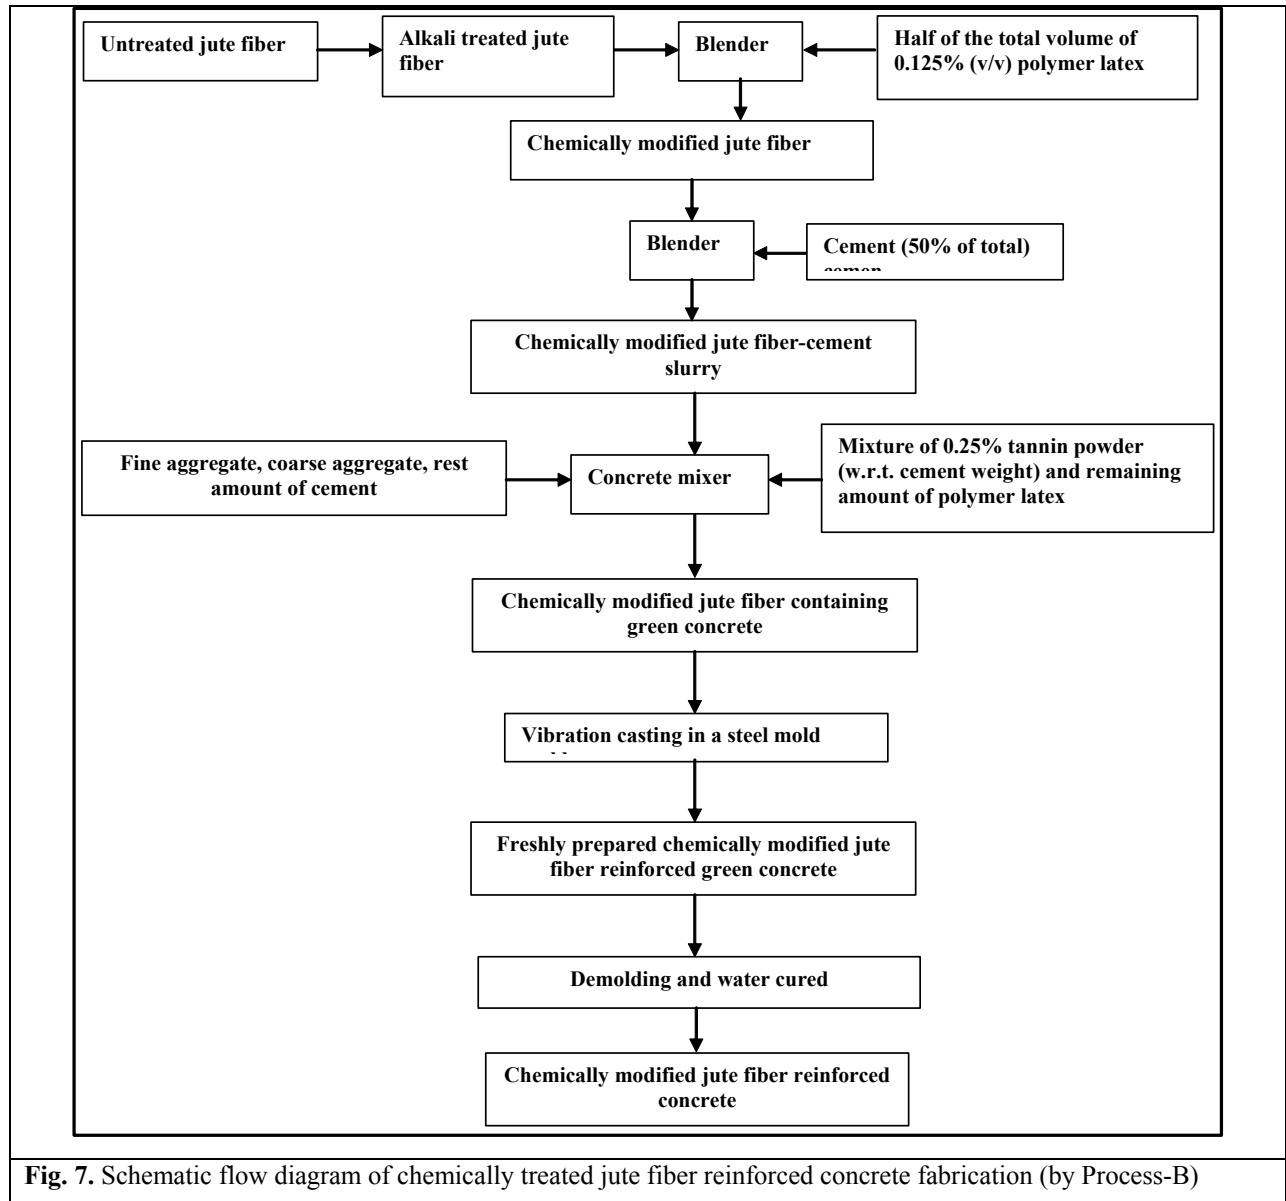 Untreated jute fiber
Alkali treated jute
fiber
Blender
Half of the total volume of
0.125% (v/v) polymer latex
Chemically modified jute fiber
Blender
Cement (50% of total)
Chemically modified jute fiber-cement
slurry
Fine aggregate, coarse aggregate, rest
amount of cement
Concrete mixer
Mixture of 0.25% tannin powder
(w.r.t. cement weight) and remaining
amount of polymer latex
Chemically modified jute fiber containing
green concrete
Vibration casting in a steel mold
Freshly prepared chemically modified jute
fiber reinforced green concrete
Demolding and water cured
Chemically modified jute fiber reinforced
concrete
Fig. 7. Schematic flow diagram of chemically treated jute fiber reinforced concrete fabrication (by Process-B)